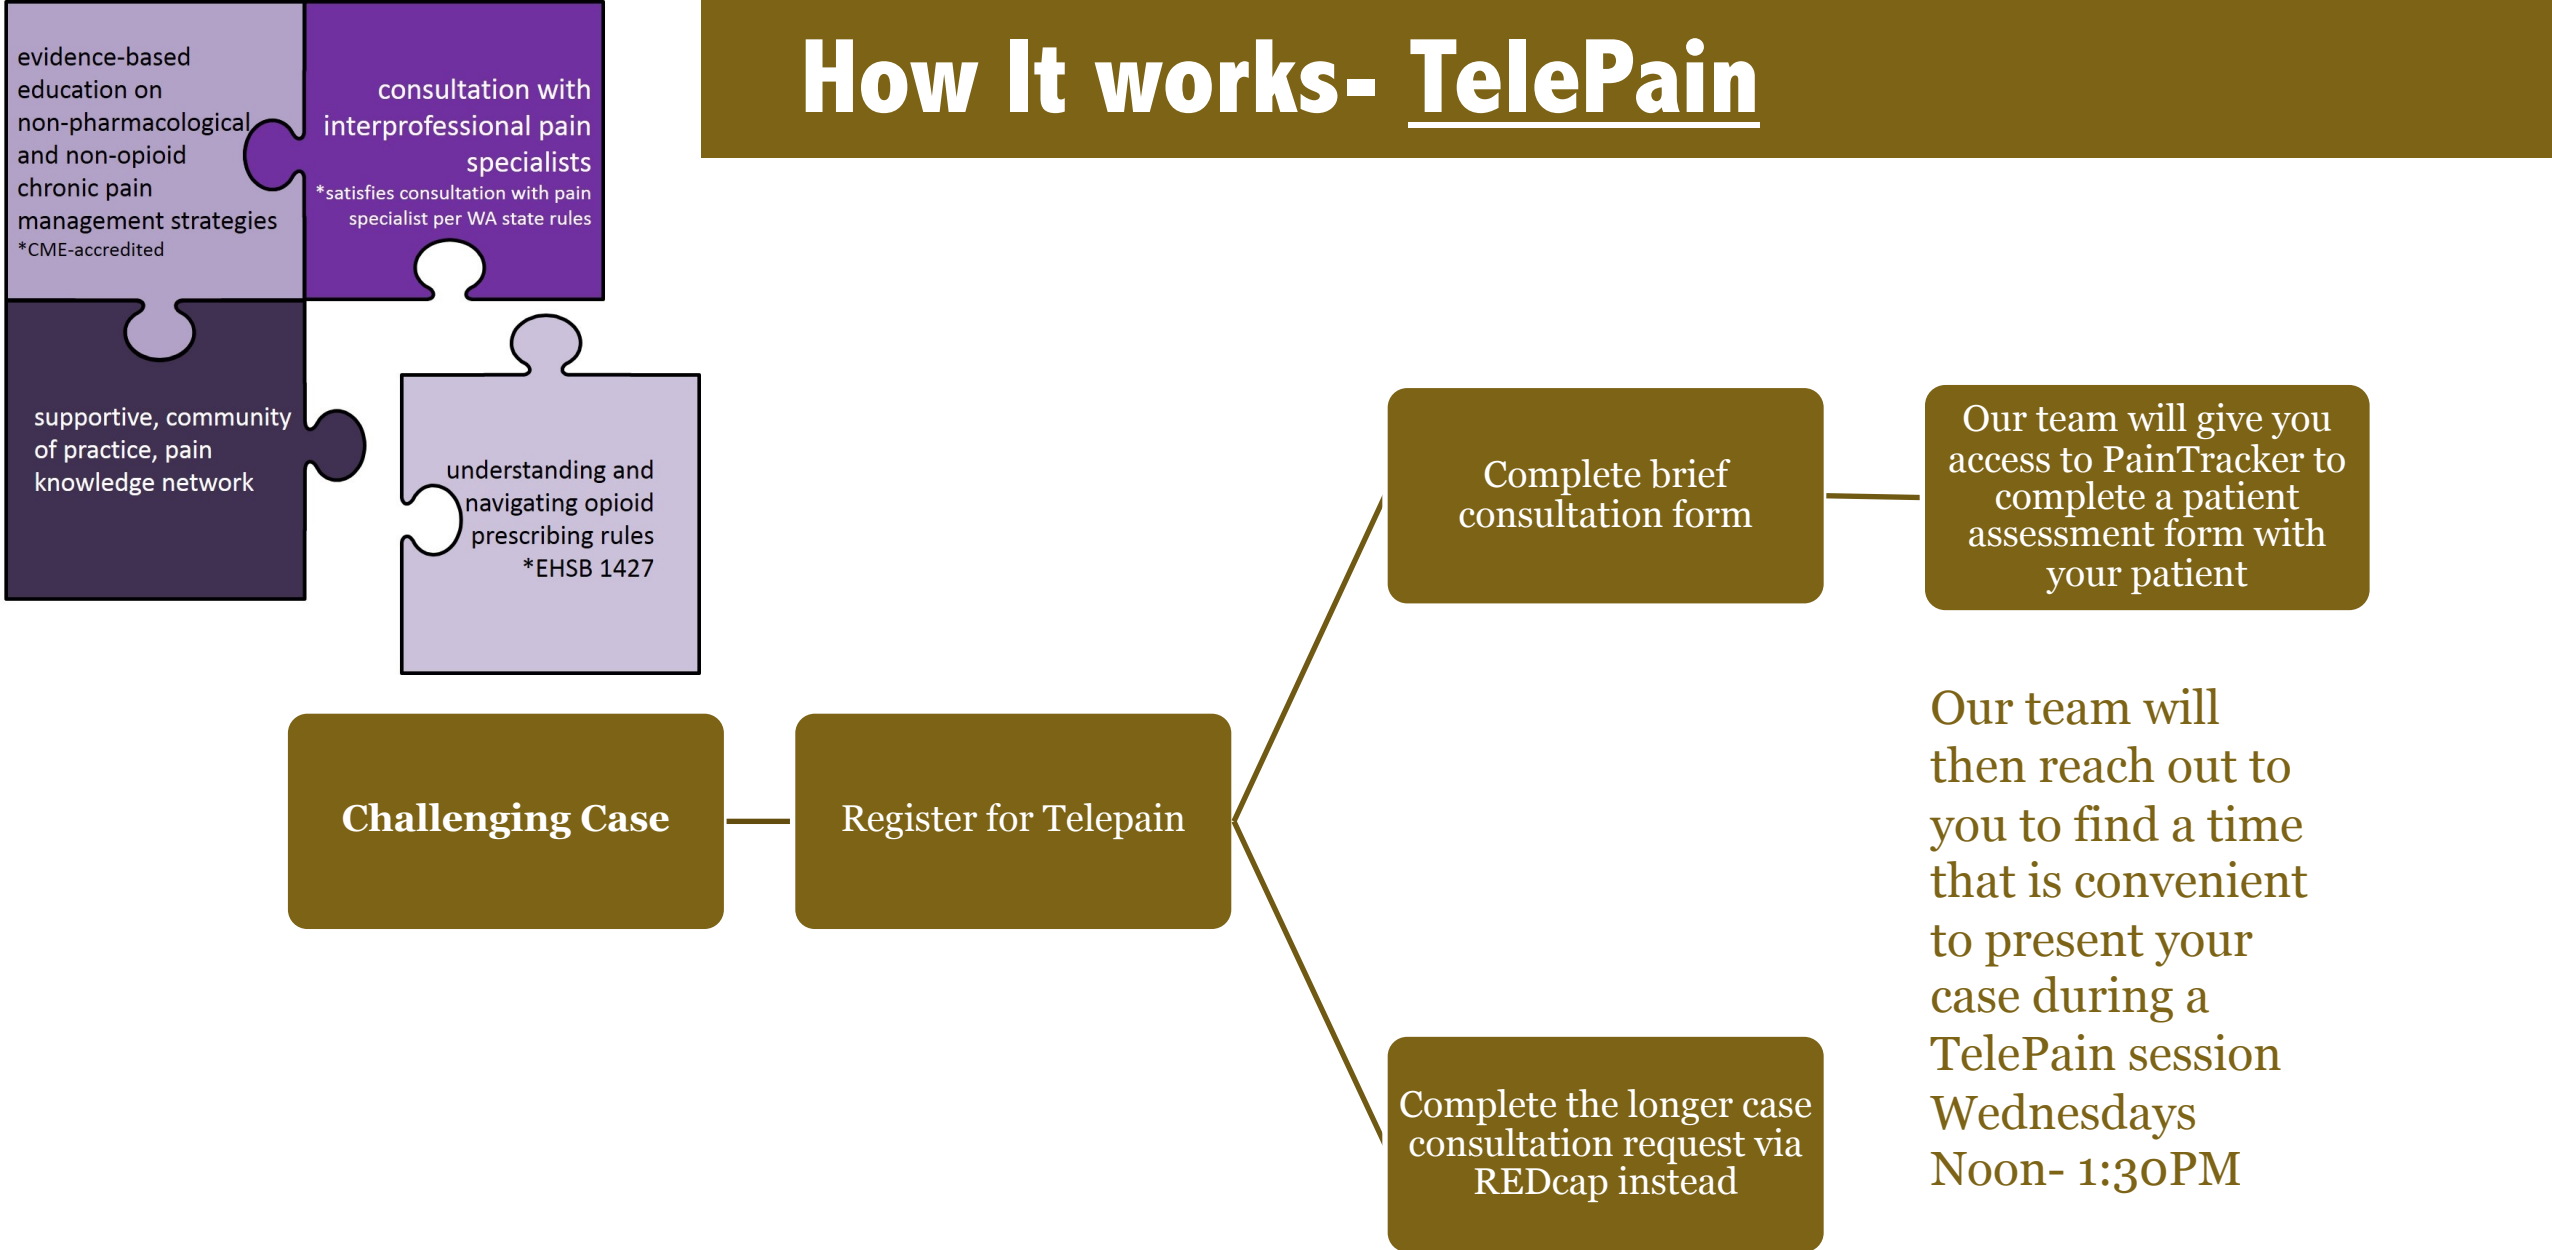 How It works- TelePain
evidence-based
education on
non-pharmacological
and non-opioid
chronic pain
management strategies
*CME-accredited
consultation with
interprofessional pain
specialists
*satisfies consultation with pain
specialist per WA state rules
supportive, community
of practice, pain
knowledge network
understanding and
navigating opioid
prescribing rules
*EHSB 1427
Challenging Case
Register for Telepain
Complete brief
consultation form
Our team will give you
access to PainTracker to
complete a patient
assessment form with
your patient
Complete the longer case
consultation request via
REDcap instead
Our team will
then reach out to
you to find a time
that is convenient
to present your
case during a
TelePain session
Wednesdays
Noon- 1:30PM